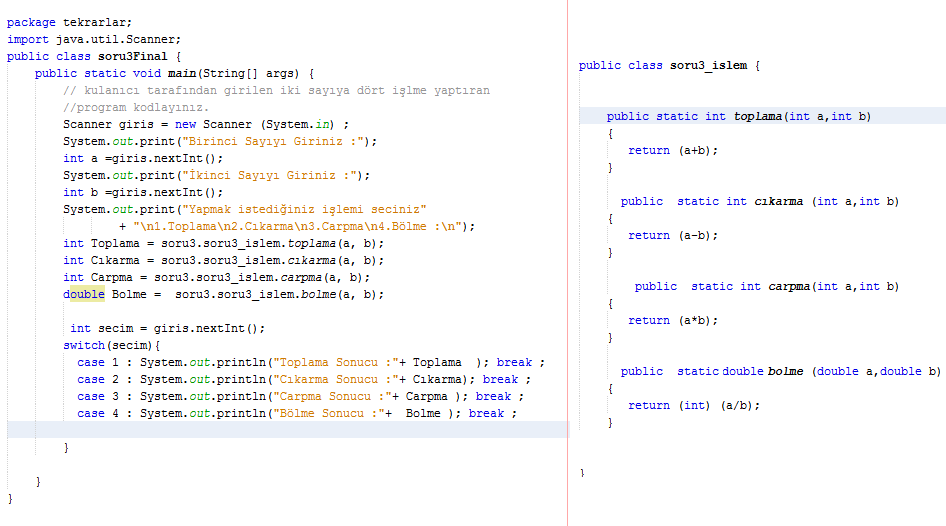 package tekrarlar;
import java.util.Scanner;
public class soru3Final {
public static void main(String[] args) {
// kulanıcı tarafından girilen iki sayıya dört işlme yaptıran
//program kodlayınız.
Scanner giris = new Scanner (System.in) ;
System.out.print("Birinci Sayıyı Giriniz :");
int a =giris.nextInt();
System.out.print("İkinci Sayıyı Giriniz :");
int b =giris.nextInt();
System.out.print("Yapmak istediğiniz işlemi seciniz"
+ "\n1.Toplama\n2.Cıkarma\n3.Carpma\n4.Bölme :\n");
int Toplama = soru3.soru3_islem.toplama(a, b);
int Cıkarma = soru3.soru3_islem.cıkarma(a, b);
int Carpma = soru3.soru3_islem.carpma(a, b);
double Bolme =  soru3.soru3_islem.bolme(a, b);
int secim = giris.nextInt();
switch(secim){
case 1 : System.out.println("Toplama Sonucu :"+ Toplama  ); break ;
case 2 : System.out.println("Cıkarma Sonucu :"+ Cıkarma); break ;
case 3 : System.out.println("Carpma Sonucu :"+ Carpma ); break ;
case 4 : System.out.println("Bölme Sonucu :"+  Bolme ); break ;
}
}
}
public class soru3_islem {
public static int toplama(int a,int b)
{
return (a+b);
}
public  static int cıkarma (int a,int b)
{
return (a-b);
}
public  static int carpma(int a,int b)
{
return (a*b);
}
public  static double bolme (double a,double b)
{
return (int) (a/b);
}
}